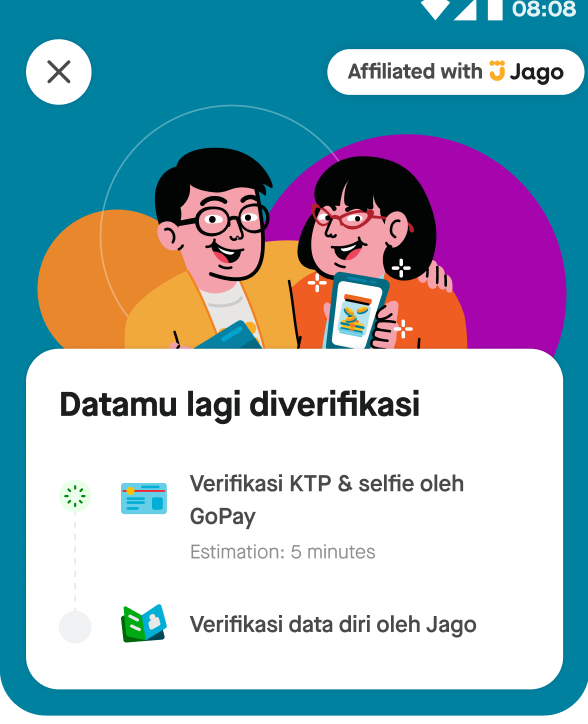 08:08
Affiliated with Jago
Datamu lagi diverifikasi
Verifikasi KTP & selfie oleh
GoPay
Estimation: 5 minutes
Verifikasi data diri oleh Jago